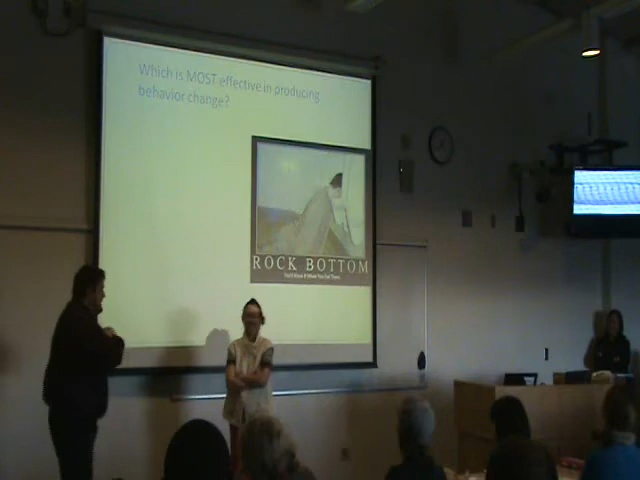 Which is MOST effective in producing
behavior change?
ROCK BOTTOM